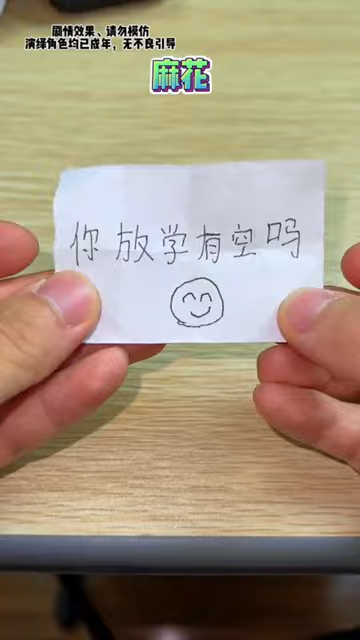 剧情效果、请勿模仿
演绎角色均已成年，无不良引导
麻花
你放学有空吗